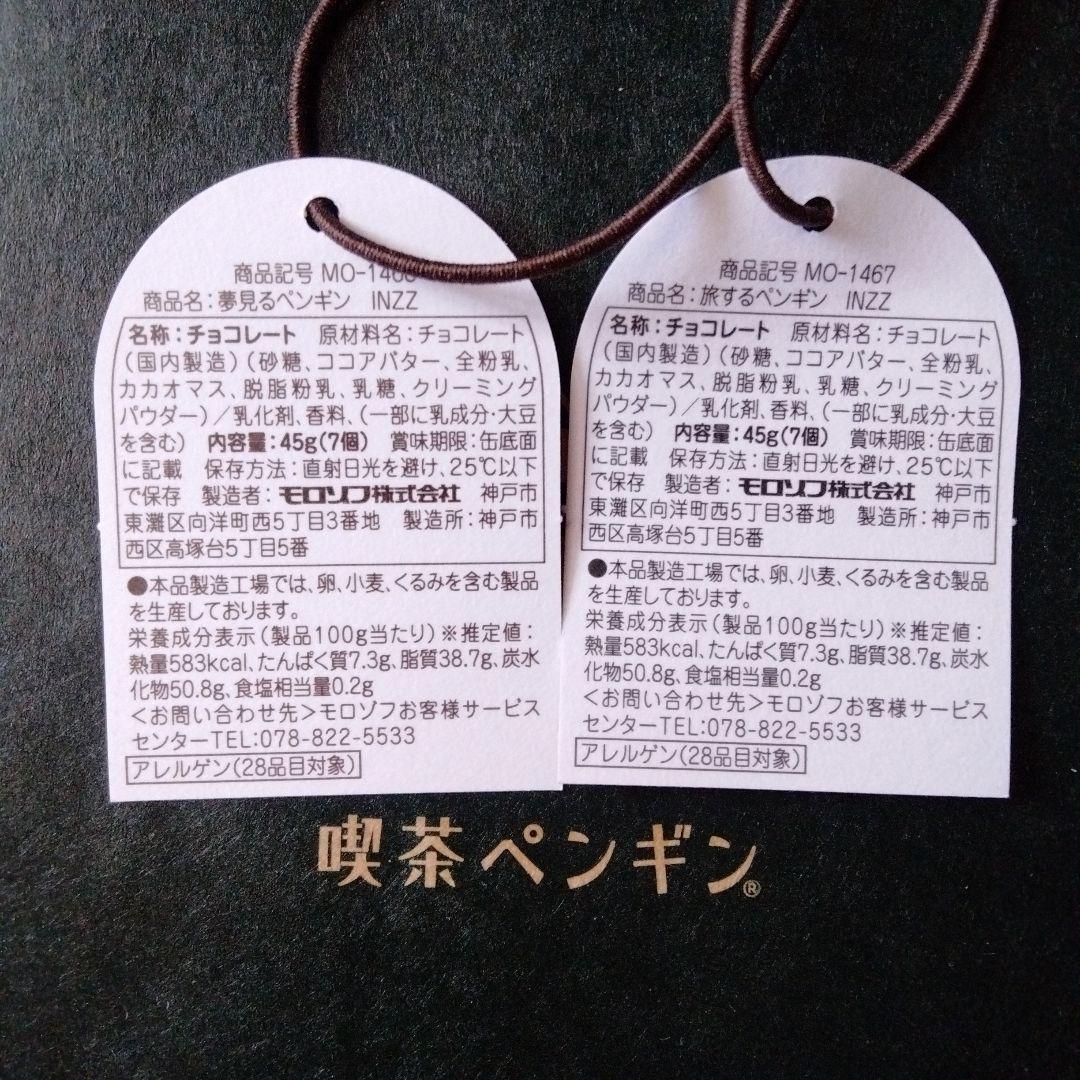 商品記号 MO-146
商品名：夢見るペンギン INZZ
名称：チョコレート 原材料名：チョコレート
（国内製造）（砂糖、ココアバター、全粉乳、
カカオマス、脱脂粉乳、乳糖、クリーミング
パウダー）／乳化剤、香料、（一部に乳成分・大豆
を含む） 内容量：45g（7個） 賞味期限：缶底面
に記載 保存方法：直射日光を避け、25℃以下
で保存 製造者：モロゾフ株式会社 神戸市
東灘区向洋町西5丁目3番地 製造所：神戸市
西区高塚台5丁目5番
●本品製造工場では、卵、小麦、くるみを含む製品
を生産しております。
栄養成分表示（製品100g当たり）※推定値：
熱量583kcal、たんぱく質7.3g、脂質38.7g、炭水
化物50.8g、食塩相当量0.2g
＜お問い合わせ先＞モロゾフお客様サービス
センターTEL：078-822-5533
アレルゲン（28品目対象）
商品記号 MO-1467
商品名：旅するペンギン INZZ
名称：チョコレート 原材料名：チョコレート
（国内製造）（砂糖、ココアバター、全粉乳、
カカオマス、脱脂粉乳、乳糖、クリーミング
パウダー）／乳化剤、香料、（一部に乳成分・大豆
を含む） 内容量：45g（7個） 賞味期限：缶底面
に記載 保存方法：直射日光を避け、25℃以下
で保存 製造者：モロゾフ株式会社 神戸市
東灘区向洋町西5丁目3番地 製造所：神戸市
西区高塚台5丁目5番
●本品製造工場では、卵、小麦、くるみを含む製品
を生産しております。
栄養成分表示（製品100g当たり）※推定値：
熱量583kcal、たんぱく質7.3g、脂質38.7g、炭水
化物50.8g、食塩相当量0.2g
＜お問い合わせ先＞モロゾフお客様サービス
センターTEL：078-822-5533
アレルゲン（28品目対象）
喫茶ペンギン®